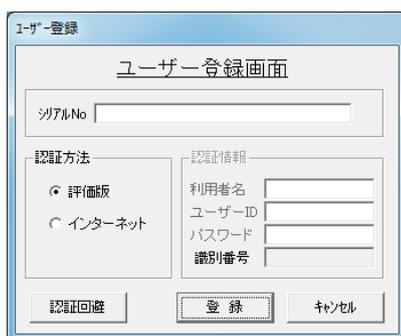 ﾕｰｻﾞｰ登録
ユーザー登録画面
ｼﾘｱﾙNo
認証方法
評価版
インターネット
認証情報
利用者名
ユーザーID
パスワード
識別番号
認証回避
登 録
ｷｬﾝｾﾙ